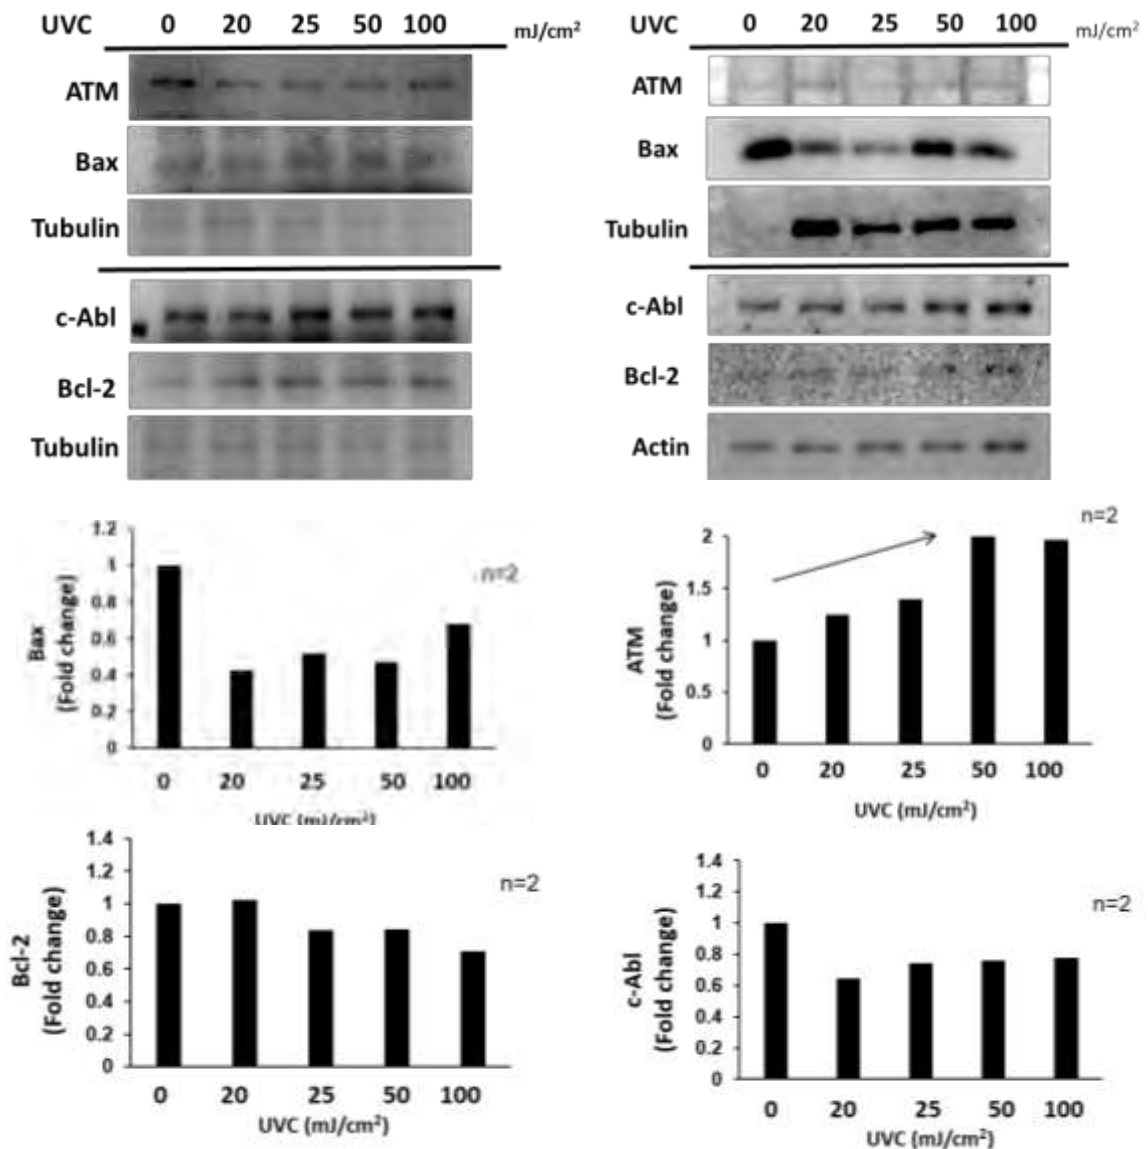 UVC 0 20 25 50 100 mJ/cm²
ATM
Bax
Tubulin
c-Abl
Bcl-2
Tubulin
UVC 0 20 25 50 100 mJ/cm²
ATM
Bax
Tubulin
c-Abl
Bcl-2
Actin
1.2
1
0.8
0.6
0.4
0.2
0
Bax
(Fold change)
n=2
0 20 25 50 100
UVC (mJ/cm²)
2
1.5
1
0.5
0
ATM
(Fold change)
n=2
0 20 25 50 100
UVC (mJ/cm²)
1.4
1.2
1
0.8
0.6
0.4
0.2
0
Bcl-2
(Fold change)
n=2
0 20 25 50 100
UVC (mJ/cm²)
1.4
1.2
1
0.8
0.6
0.4
0.2
0
c-Abl
(Fold change)
n=2
0 20 25 50 100
UVC (mJ/cm²)